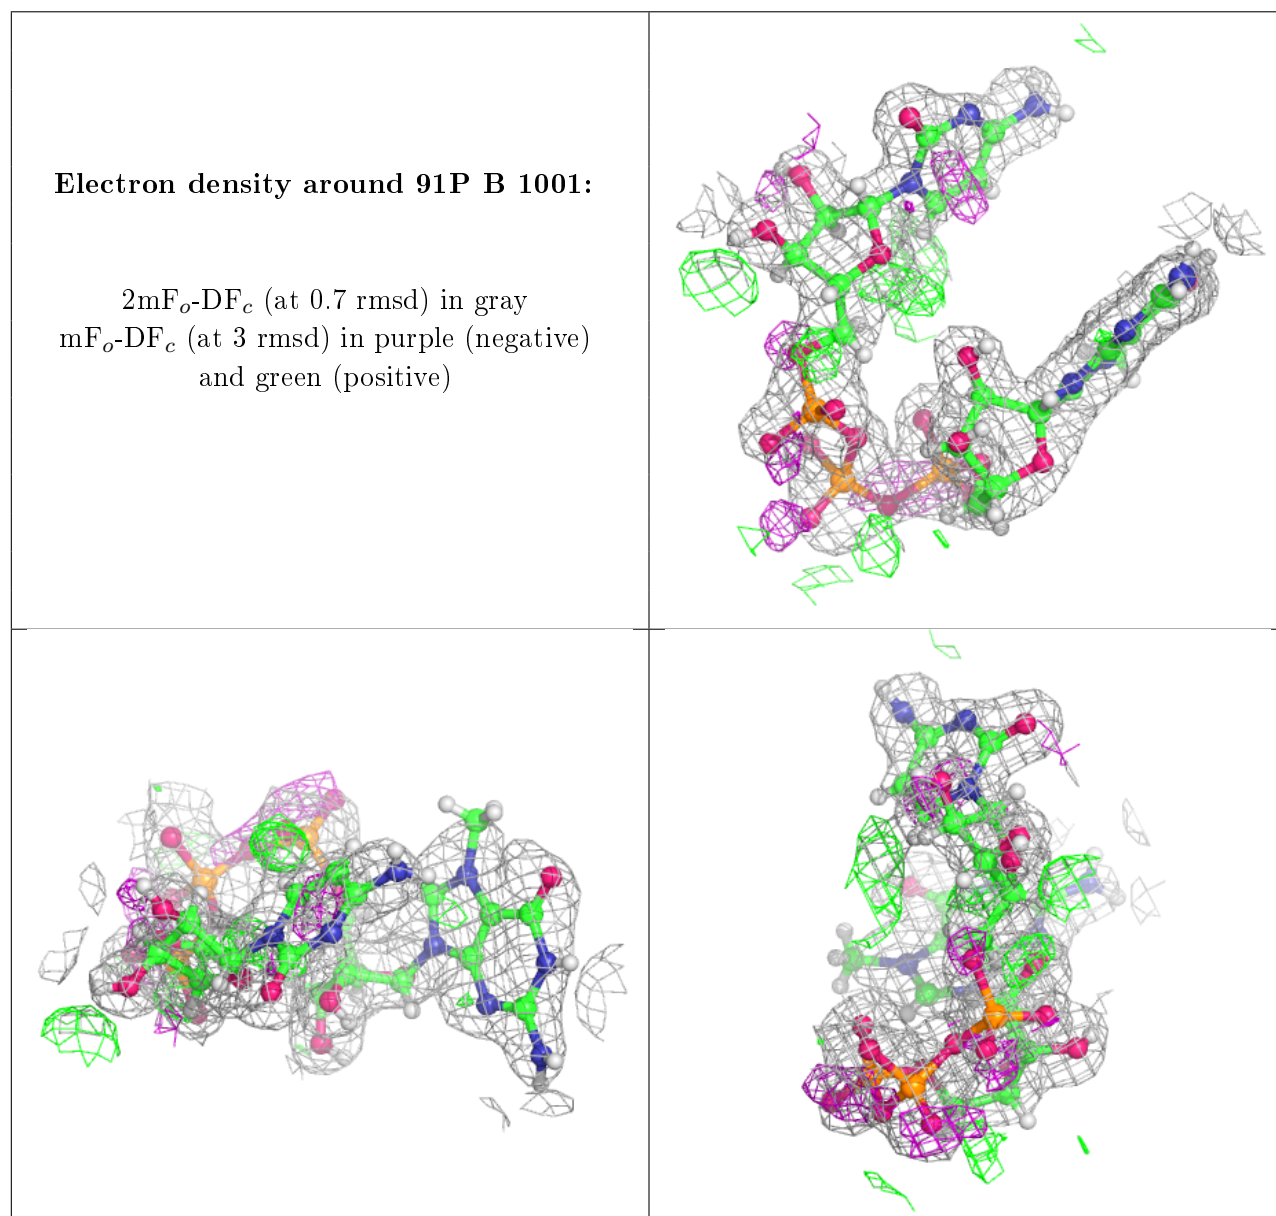 Electron density around 91P B 1001:
2mFₒ-DF𝒸 (at 0.7 rmsd) in gray
mFₒ-DF𝒸 (at 3 rmsd) in purple (negative)
and green (positive)